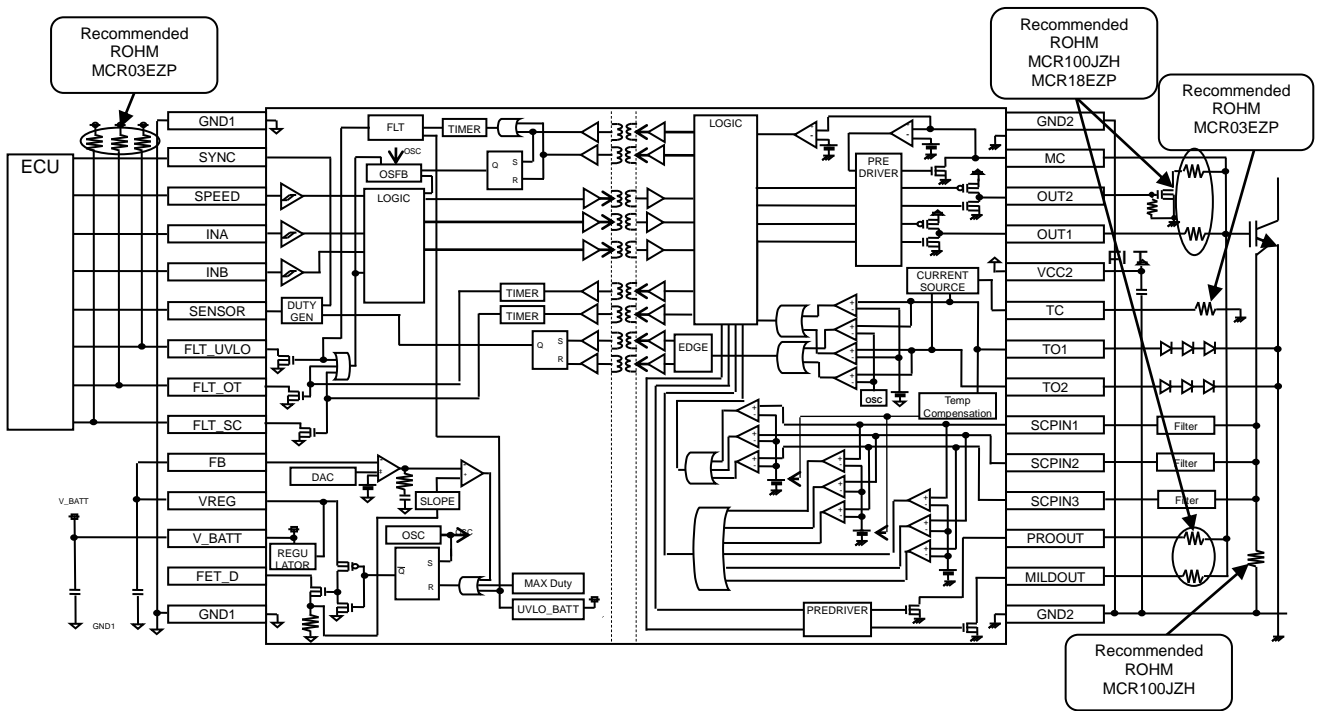 Recommended
ROHM
MCR03EZP
Recommended
ROHM
MCR100JZH
MCR18EZP
Recommended
ROHM
MCR03EZP
ECU
GND1
SYNC
SPEED
INA
INB
SENSOR
FLT_UVLO
FLT_OT
FLT_SC
FB
VREG
V_BATT
FET_D
GND1
V_BATT
GND1
FLT
TIMER
OSC
OSFB
LOGIC
Q
S
R
DUTY
GEN
TIMER
TIMER
Q
S
R
EDGE
DAC
SLOPE
OSC
OSC
REGU
LATOR
Q
S
R
MAX Duty
UVLO_BATT
LOGIC
PRE
DRIVER
CURRENT
SOURCE
OSC
Temp
Compensation
PREDRIVER
GND2
MC
OUT2
OUT1
VCC2
TC
TO1
TO2
SCPIN1
SCPIN2
SCPIN3
PROOUT
MILDOUT
GND2
Filter
Filter
Filter
Recommended
ROHM
MCR100JZH